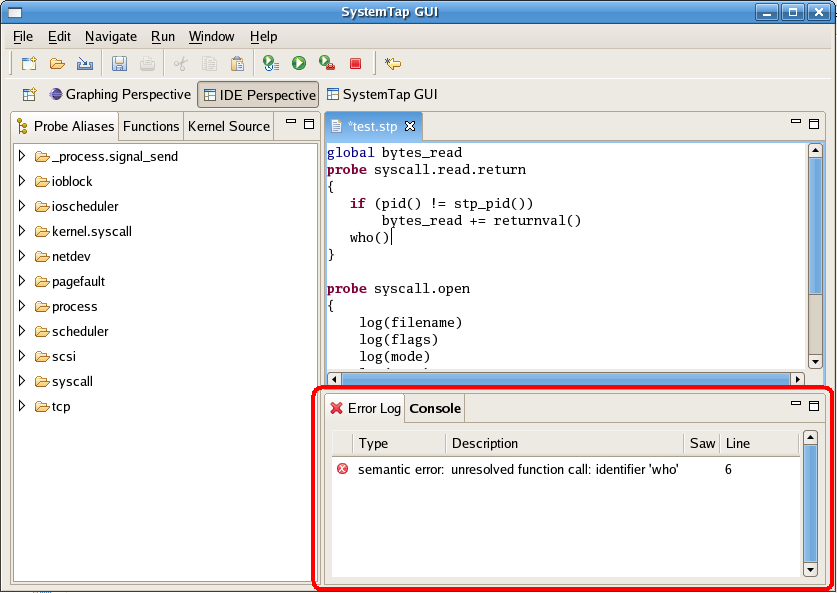 SystemTap GUI
File Edit Navigate Run Window Help
Graphing Perspective IDE Perspective SystemTap GUI
Probe Aliases Functions Kernel Source
_process.signal_send
ioblock
ioscheduler
kernel.syscall
netdev
pagefault
process
scheduler
scsi
syscall
tcp
*test.stp
global bytes_read
probe syscall.read.return
{
if (pid() != stp_pid())
bytes_read += returnval()
who()
}
probe syscall.open
{
log(filename)
log(flags)
log(mode)
Error Log Console
Type Description Saw Line
semantic error: unresolved function call: identifier 'who' 6